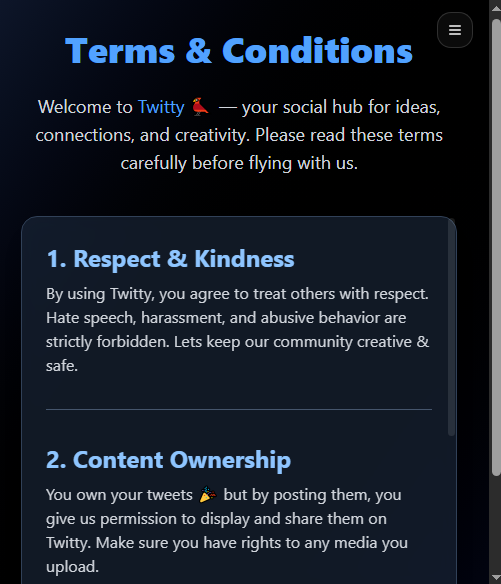 Terms & Conditions
Welcome to Twitty 🐦 — your social hub for ideas,
connections, and creativity. Please read these terms
carefully before flying with us.
1. Respect & Kindness
By using Twitty, you agree to treat others with respect.
Hate speech, harassment, and abusive behavior are
strictly forbidden. Lets keep our community creative &
safe.
2. Content Ownership
You own your tweets 🎉 but by posting them, you
give us permission to display and share them on
Twitty. Make sure you have rights to any media you
upload.